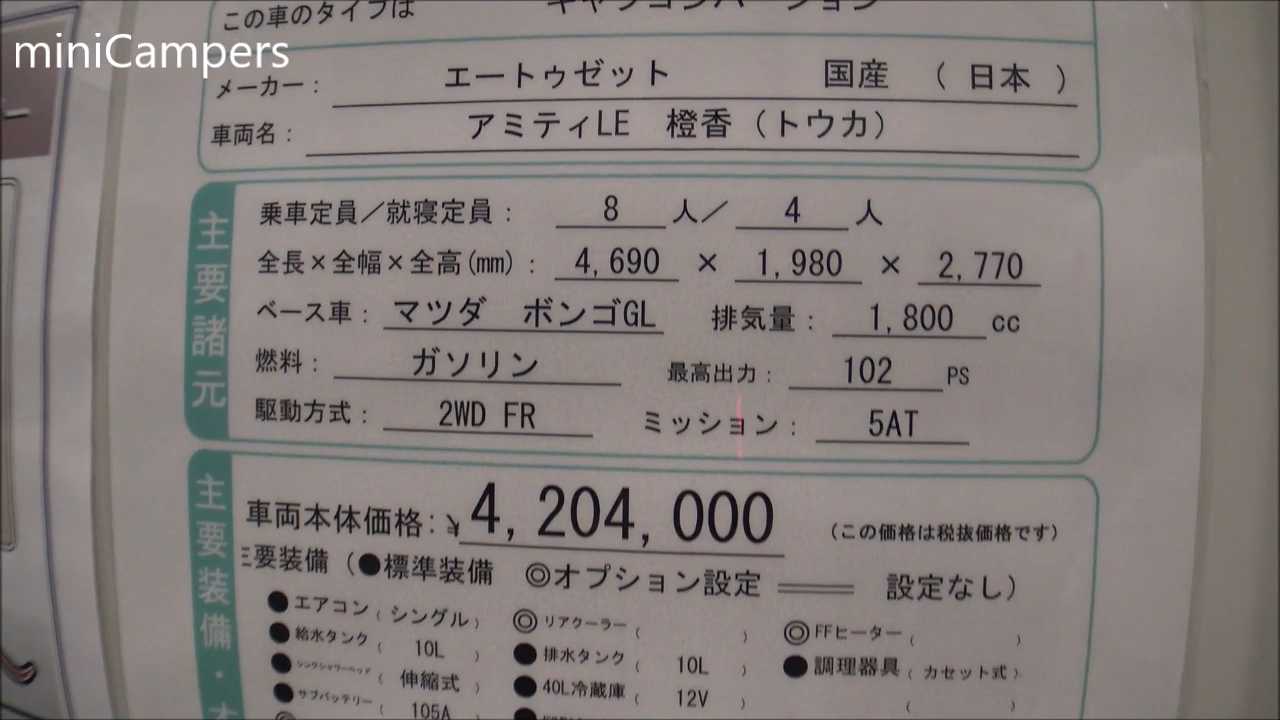 miniCampers
この車のタイプは キャブコンバージョン
メーカー： エートゥゼット 国産 （ 日本 ）
車両名： アミティLE 橙香（トウカ）
主要諸元
乗車定員／就寝定員： 8 人／ 4 人
全長×全幅×全高(mm)： 4,690 × 1,980 × 2,770
ベース車： マツダ ボンゴGL 排気量： 1,800 cc
燃料： ガソリン 最高出力： 102 PS
駆動方式： 2WD FR ミッション： 5AT
主要装備・
車両本体価格：¥ 4,204,000 （この価格は税抜価格です）
主要装備（●標準装備 ◎オプション設定 ══ 設定なし）
●エアコン（ シングル ） ◎リアクーラー（ ） ◎FFヒーター（ ）
●給水タンク（ 10L ） ●排水タンク（ 10L ） ●調理器具（ カセット式 ）
●シンクシャワーヘッド（ 伸縮式 ） ●40L冷蔵庫（ 12V ）
●サブバッテリー（ 105A